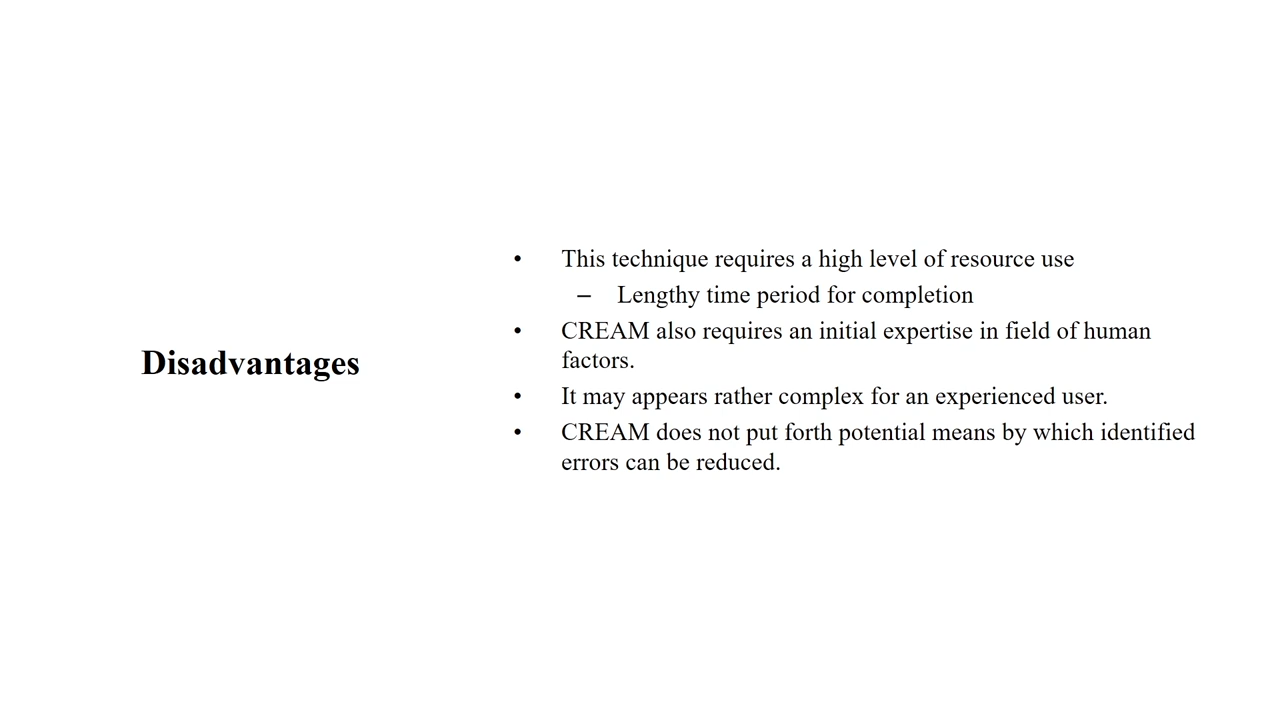 Disadvantages
• This technique requires a high level of resource use
– Lengthy time period for completion
• CREAM also requires an initial expertise in field of human
factors.
• It may appears rather complex for an experienced user.
• CREAM does not put forth potential means by which identified
errors can be reduced.